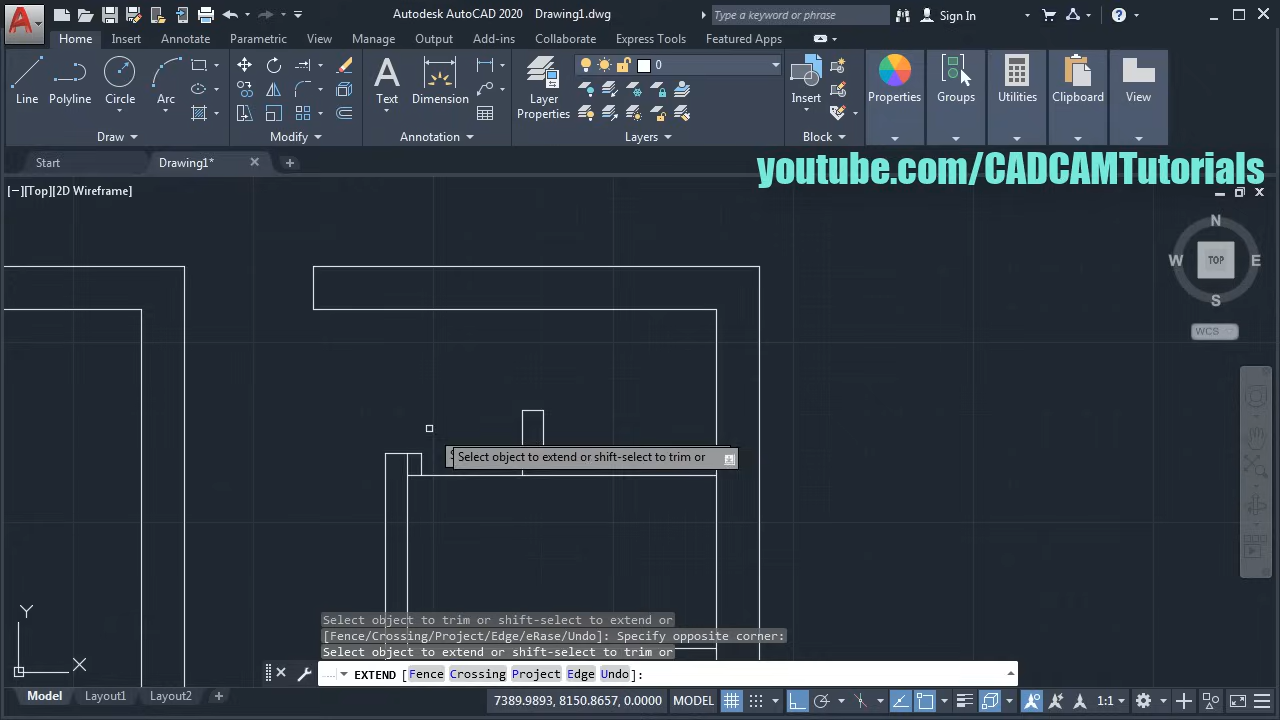 Autodesk AutoCAD 2020 Drawing1.dwg
Type a keyword or phrase
Sign In
Home Insert Annotate Parametric View Manage Output Add-ins Collaborate Express Tools Featured Apps
0
Line Polyline Circle Arc
Text Dimension
Layer
Properties
Insert
Properties Groups Utilities Clipboard View
Draw Modify Annotation Layers Block
Start Drawing1*
youtube.com/CADCAMTutorials
[−][Top][2D Wireframe]
N
W TOP E
S
WCS
Select object to extend or shift-select to trim or
Y
X
Select object to trim or shift-select to extend or
[Fence/Crossing/Project/Edge/eRase/Undo]: Specify opposite corner:
Select object to extend or shift-select to trim or
EXTEND [Fence Crossing Project Edge Undo]:
Model Layout1 Layout2
7389.9893, 8150.8657, 0.0000 MODEL
1:1